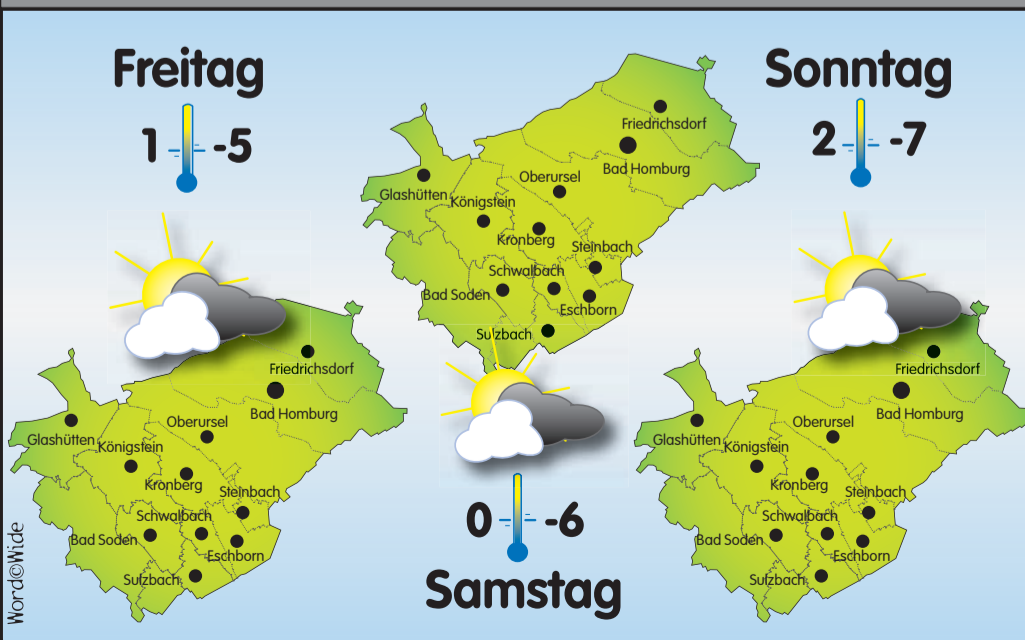 Freitag
1 -5
Friedrichsdorf
Bad Homburg
Oberursel
Glashütten
Königstein
Kronberg
Steinbach
Schwalbach
Bad Soden
Eschborn
Sulzbach
Friedrichsdorf
Bad Homburg
Oberursel
Glashütten
Königstein
Kronberg
Steinbach
Schwalbach
Bad Soden
Eschborn
Sulzbach
0 -6
Samstag
Sonntag
2 -7
Friedrichsdorf
Bad Homburg
Oberursel
Glashütten
Königstein
Kronberg
Steinbach
Schwalbach
Bad Soden
Eschborn
Sulzbach
Word©Wide